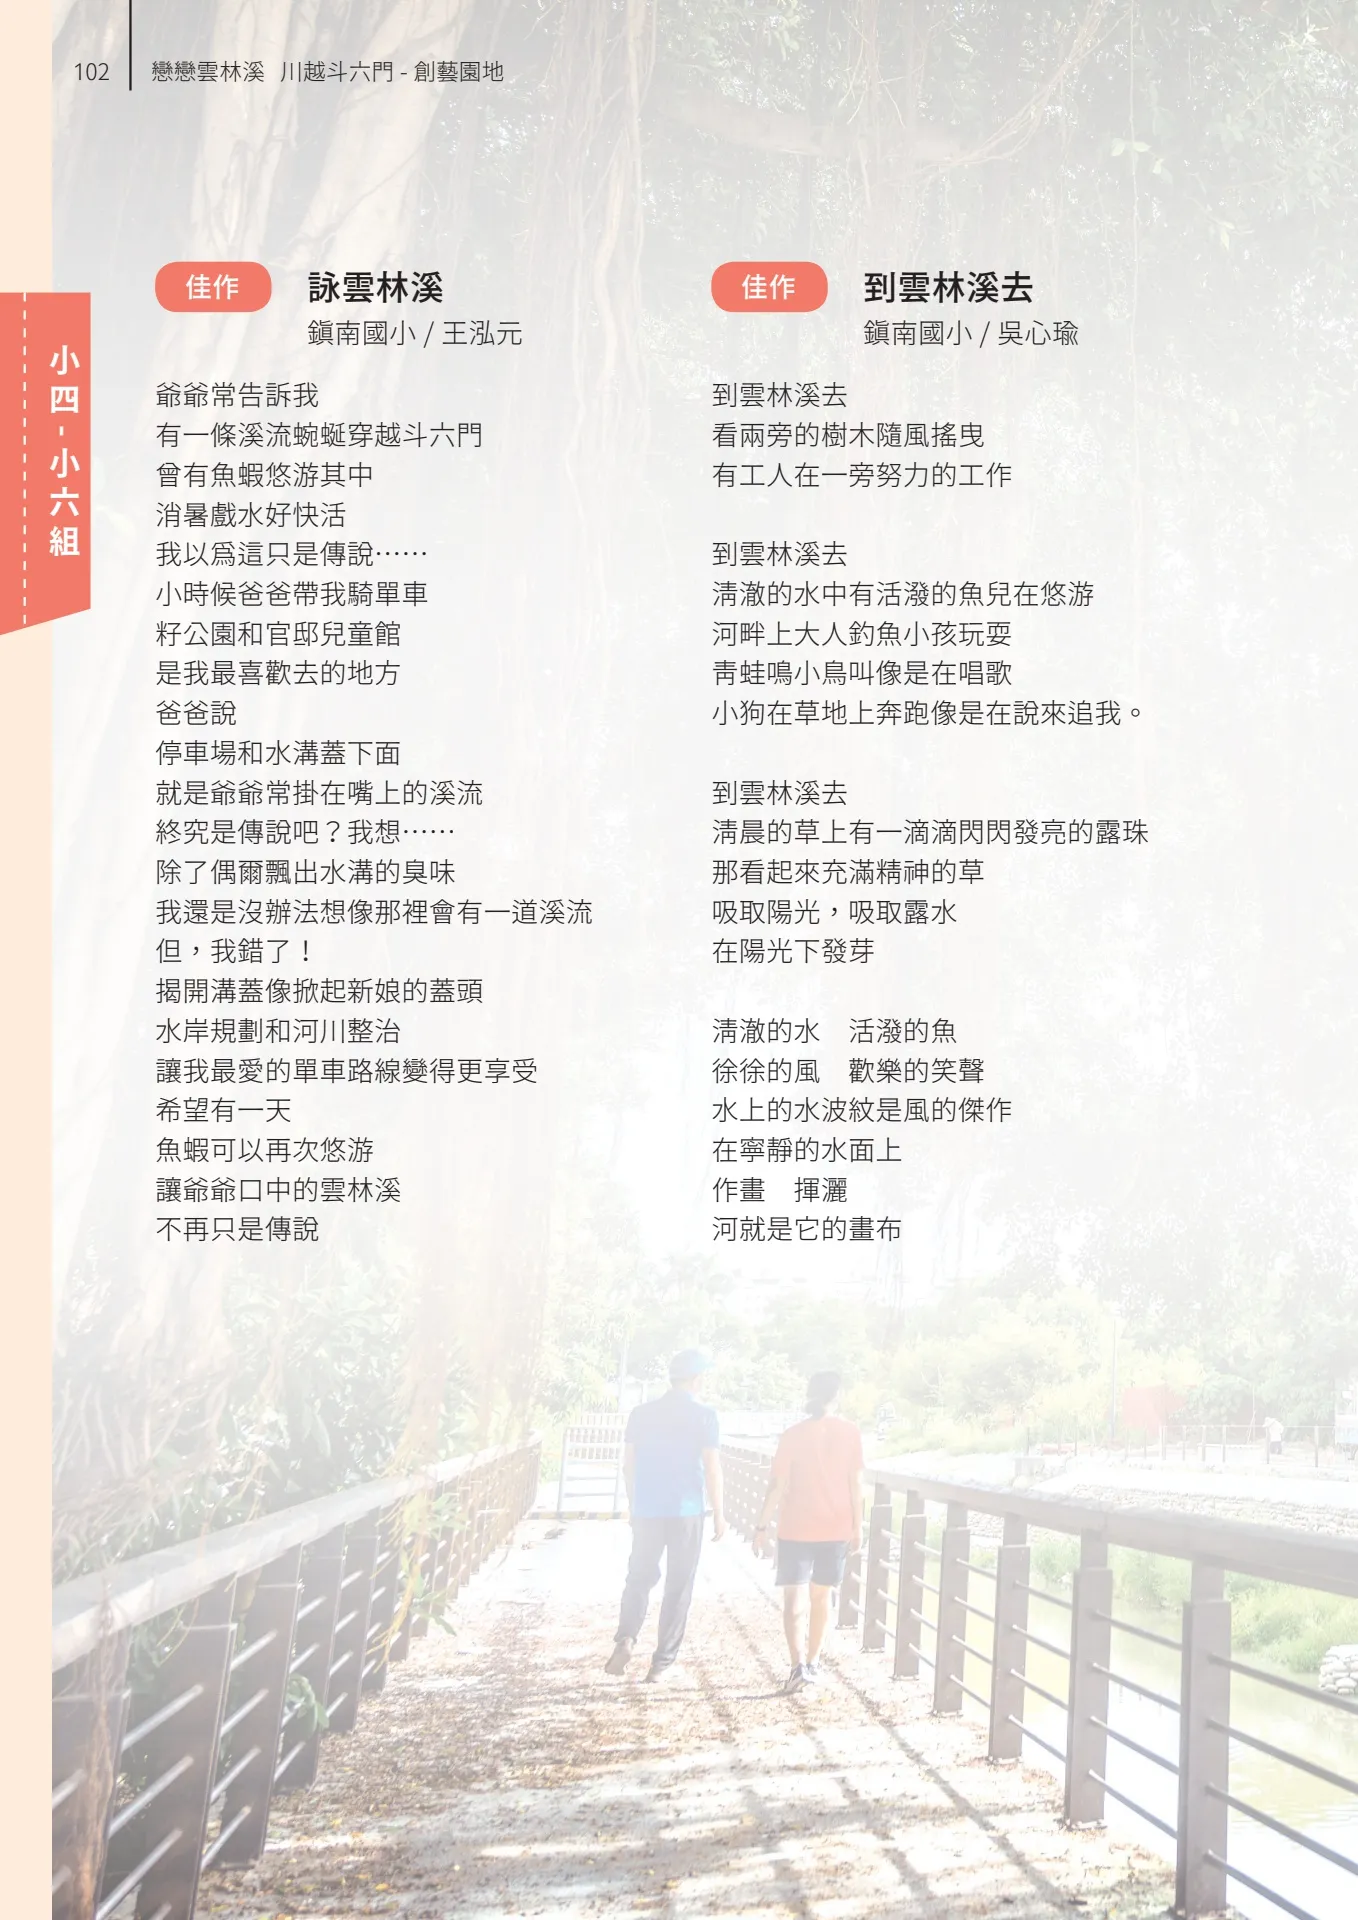 102
戀戀雲林溪 川越斗六門 - 創藝園地
小四-小六組
佳作
詠雲林溪
鎮南國小 / 王泓元
爺爺常告訴我
有一條溪流蜿蜒穿越斗六門
曾有魚蝦悠游其中
消暑戲水好快活
我以為這只是傳說……
小時候爸爸帶我騎單車
籽公園和官邸兒童館
是我最喜歡去的地方
爸爸說
停車場和水溝蓋下面
就是爺爺常掛在嘴上的溪流
終究是傳說吧？我想……
除了偶爾飄出水溝的臭味
我還是沒辦法想像那裡會有一道溪流
但，我錯了！
揭開溝蓋像掀起新娘的蓋頭
水岸規劃和河川整治
讓我最愛的單車路線變得更享受
希望有一天
魚蝦可以再次悠游
讓爺爺口中的雲林溪
不再只是傳說
佳作
到雲林溪去
鎮南國小 / 吳心瑜
到雲林溪去
看兩旁的樹木隨風搖曳
有工人在一旁努力的工作
到雲林溪去
清澈的水中有活潑的魚兒在悠游
河畔上大人釣魚小孩玩耍
青蛙鳴小鳥叫像是在唱歌
小狗在草地上奔跑像是在說來追我。
到雲林溪去
清晨的草上有一滴滴閃閃發亮的露珠
那看起來充滿精神的草
吸取陽光，吸取露水
在陽光下發芽
清澈的水　活潑的魚
徐徐的風　歡樂的笑聲
水上的水波紋是風的傑作
在寧靜的水面上
作畫　揮灑
河就是它的畫布